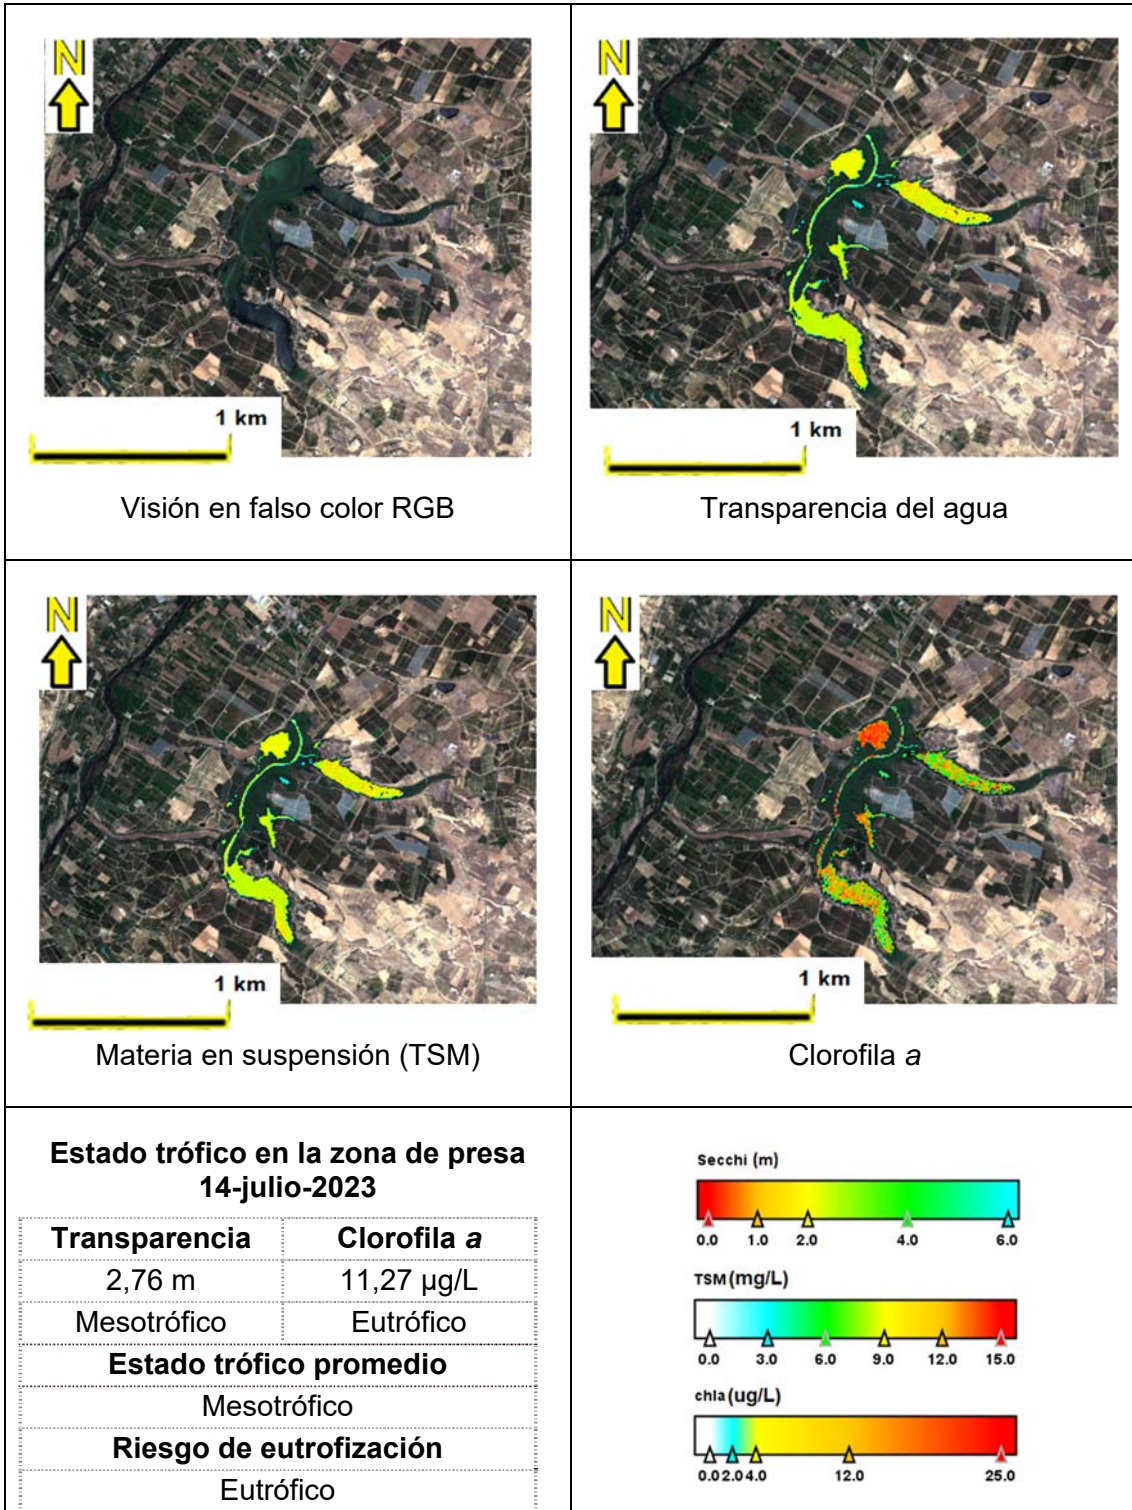 N
1 km
Visión en falso color RGB
N
1 km
Transparencia del agua
N
1 km
Materia en suspensión (TSM)
N
1 km
Clorofila a
Estado trófico en la zona de presa
14-julio-2023
Transparencia Clorofila a
2,76 m 11,27 µg/L
Mesotrófico Eutrófico
Estado trófico promedio
Mesotrófico
Riesgo de eutrofización
Eutrófico
Secchi (m)
0.0 1.0 2.0 4.0 6.0
TSM (mg/L)
0.0 3.0 6.0 9.0 12.0 15.0
chla (ug/L)
0.0 2.0 4.0 12.0 25.0